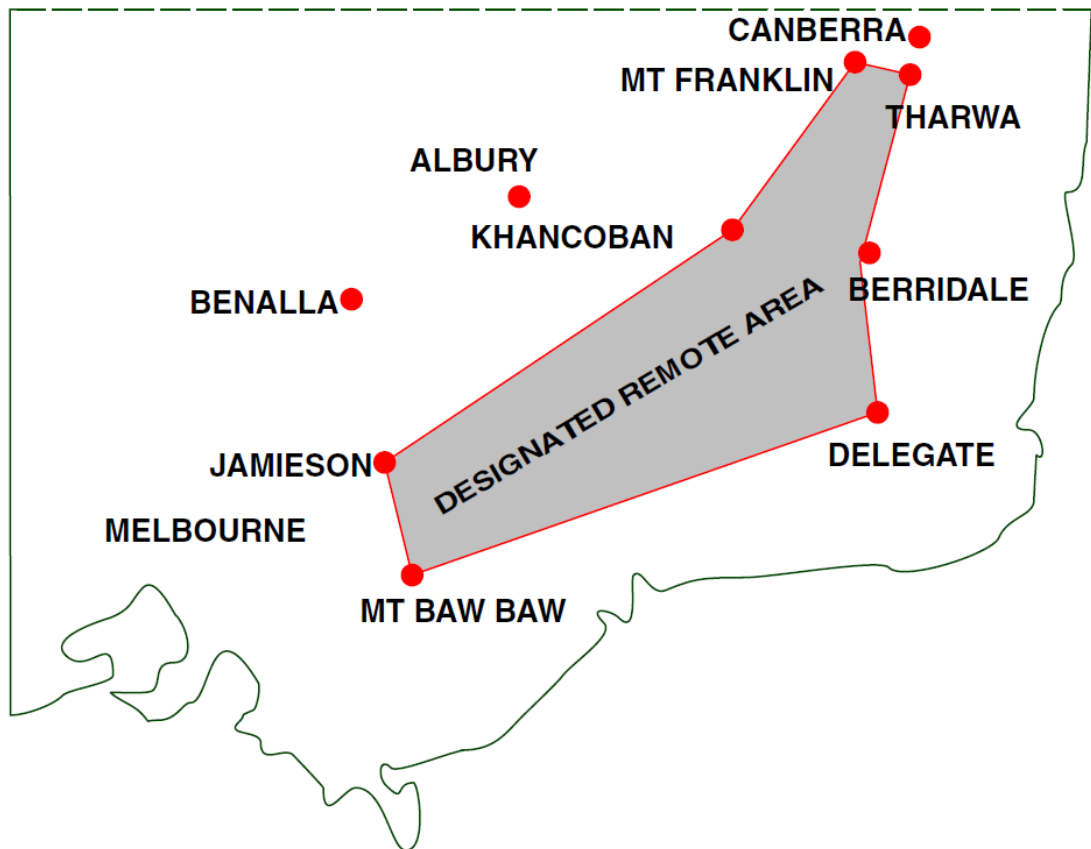 CANBERRA
MT FRANKLIN
THARWA
ALBURY
KHANCOBAN
BENALLA
BERRIDALE
DESIGNATED REMOTE AREA
JAMIESON
DELEGATE
MELBOURNE
MT BAW BAW